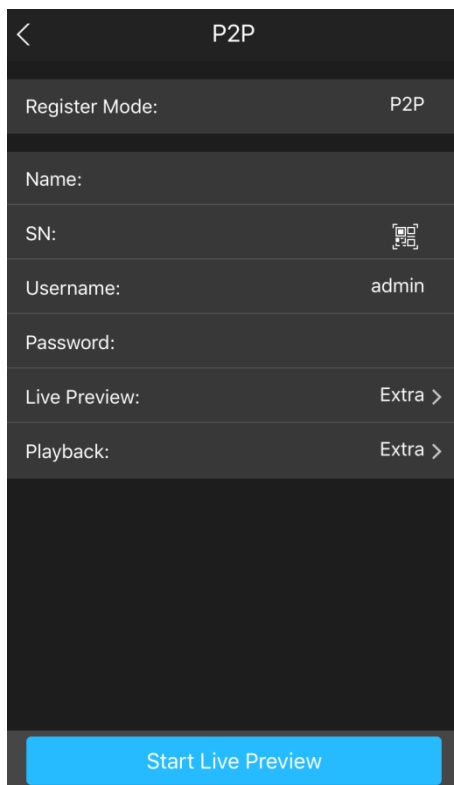 P2P
Register Mode: P2P
Name:
SN:
Username: admin
Password:
Live Preview: Extra
Playback: Extra
Start Live Preview